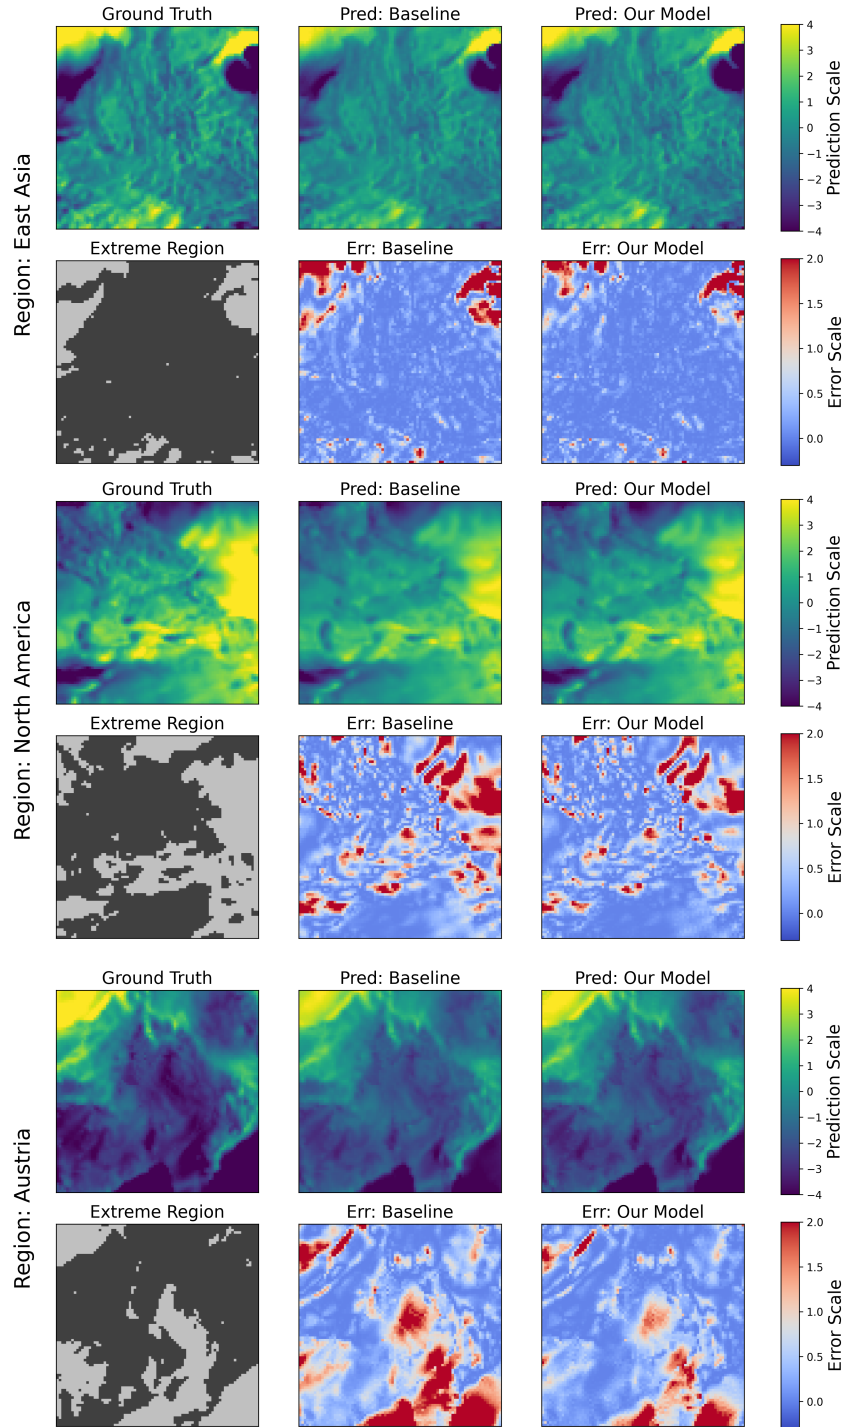 Ground Truth
Pred: Baseline
Pred: Our Model
4
3
2
1
0
−1
−2
−3
−4
Prediction Scale
Region: East Asia
Extreme Region
Err: Baseline
Err: Our Model
2.0
1.5
1.0
0.5
0.0
Error Scale
Ground Truth
Pred: Baseline
Pred: Our Model
4
3
2
1
0
−1
−2
−3
−4
Prediction Scale
Region: North America
Extreme Region
Err: Baseline
Err: Our Model
2.0
1.5
1.0
0.5
0.0
Error Scale
Ground Truth
Pred: Baseline
Pred: Our Model
4
3
2
1
0
−1
−2
−3
−4
Prediction Scale
Region: Austria
Extreme Region
Err: Baseline
Err: Our Model
2.0
1.5
1.0
0.5
0.0
Error Scale